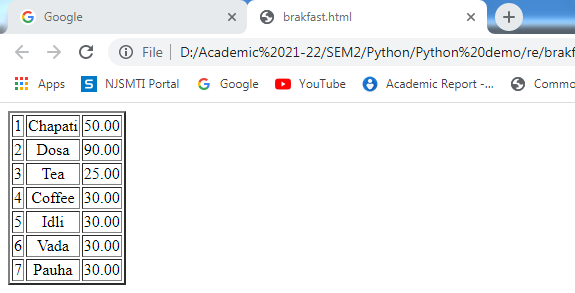 Google
brakfast.html
File | D:/Academic%2021-22/SEM2/Python/Python%20demo/re/brakf
Apps NJSMTI Portal Google YouTube Academic Report -... Commo
1 Chapati 50.00
2 Dosa 90.00
3 Tea 25.00
4 Coffee 30.00
5 Idli 30.00
6 Vada 30.00
7 Pauha 30.00